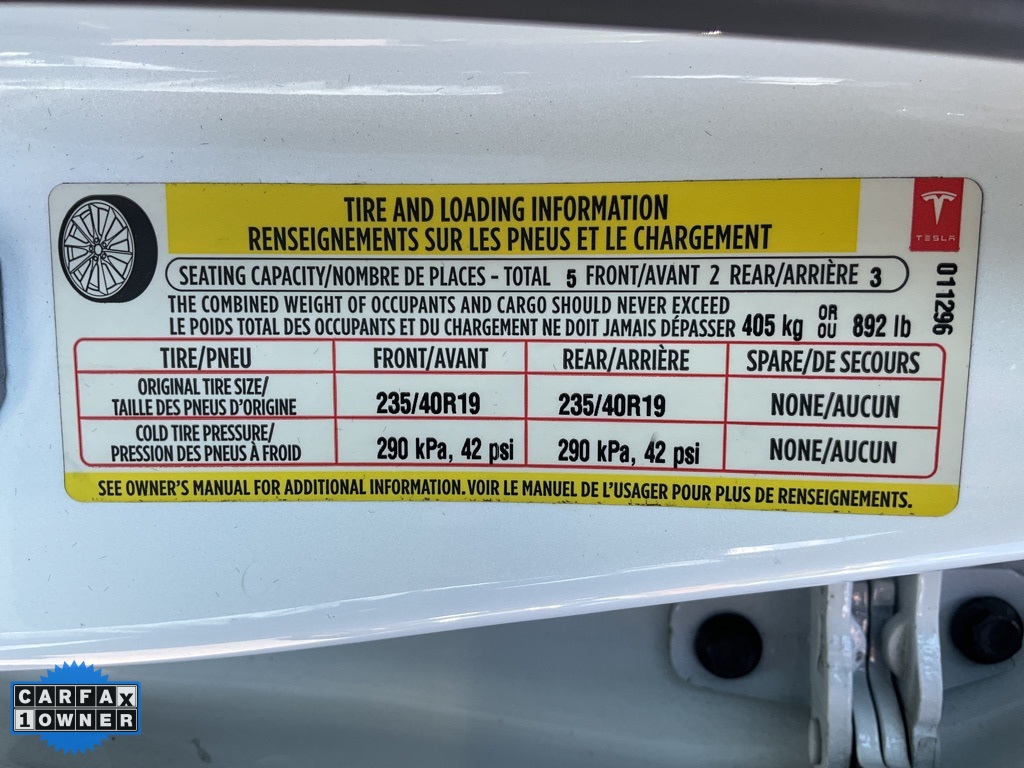 TIRE AND LOADING INFORMATION
RENSEIGNEMENTS SUR LES PNEUS ET LE CHARGEMENT
TESLA
SEATING CAPACITY/NOMBRE DE PLACES - TOTAL 5 FRONT/AVANT 2 REAR/ARRIÈRE 3
THE COMBINED WEIGHT OF OCCUPANTS AND CARGO SHOULD NEVER EXCEED
LE POIDS TOTAL DES OCCUPANTS ET DU CHARGEMENT NE DOIT JAMAIS DÉPASSER 405 kg OR OU 892 lb
011296
TIRE/PNEU FRONT/AVANT REAR/ARRIÈRE SPARE/DE SECOURS
ORIGINAL TIRE SIZE/
TAILLE DES PNEUS D'ORIGINE 235/40R19 235/40R19 NONE/AUCUN
COLD TIRE PRESSURE/
PRESSION DES PNEUS À FROID 290 kPa, 42 psi 290 kPa, 42 psi NONE/AUCUN
SEE OWNER'S MANUAL FOR ADDITIONAL INFORMATION. VOIR LE MANUEL DE L'USAGER POUR PLUS DE RENSEIGNEMENTS.
CARFAX
1 OWNER